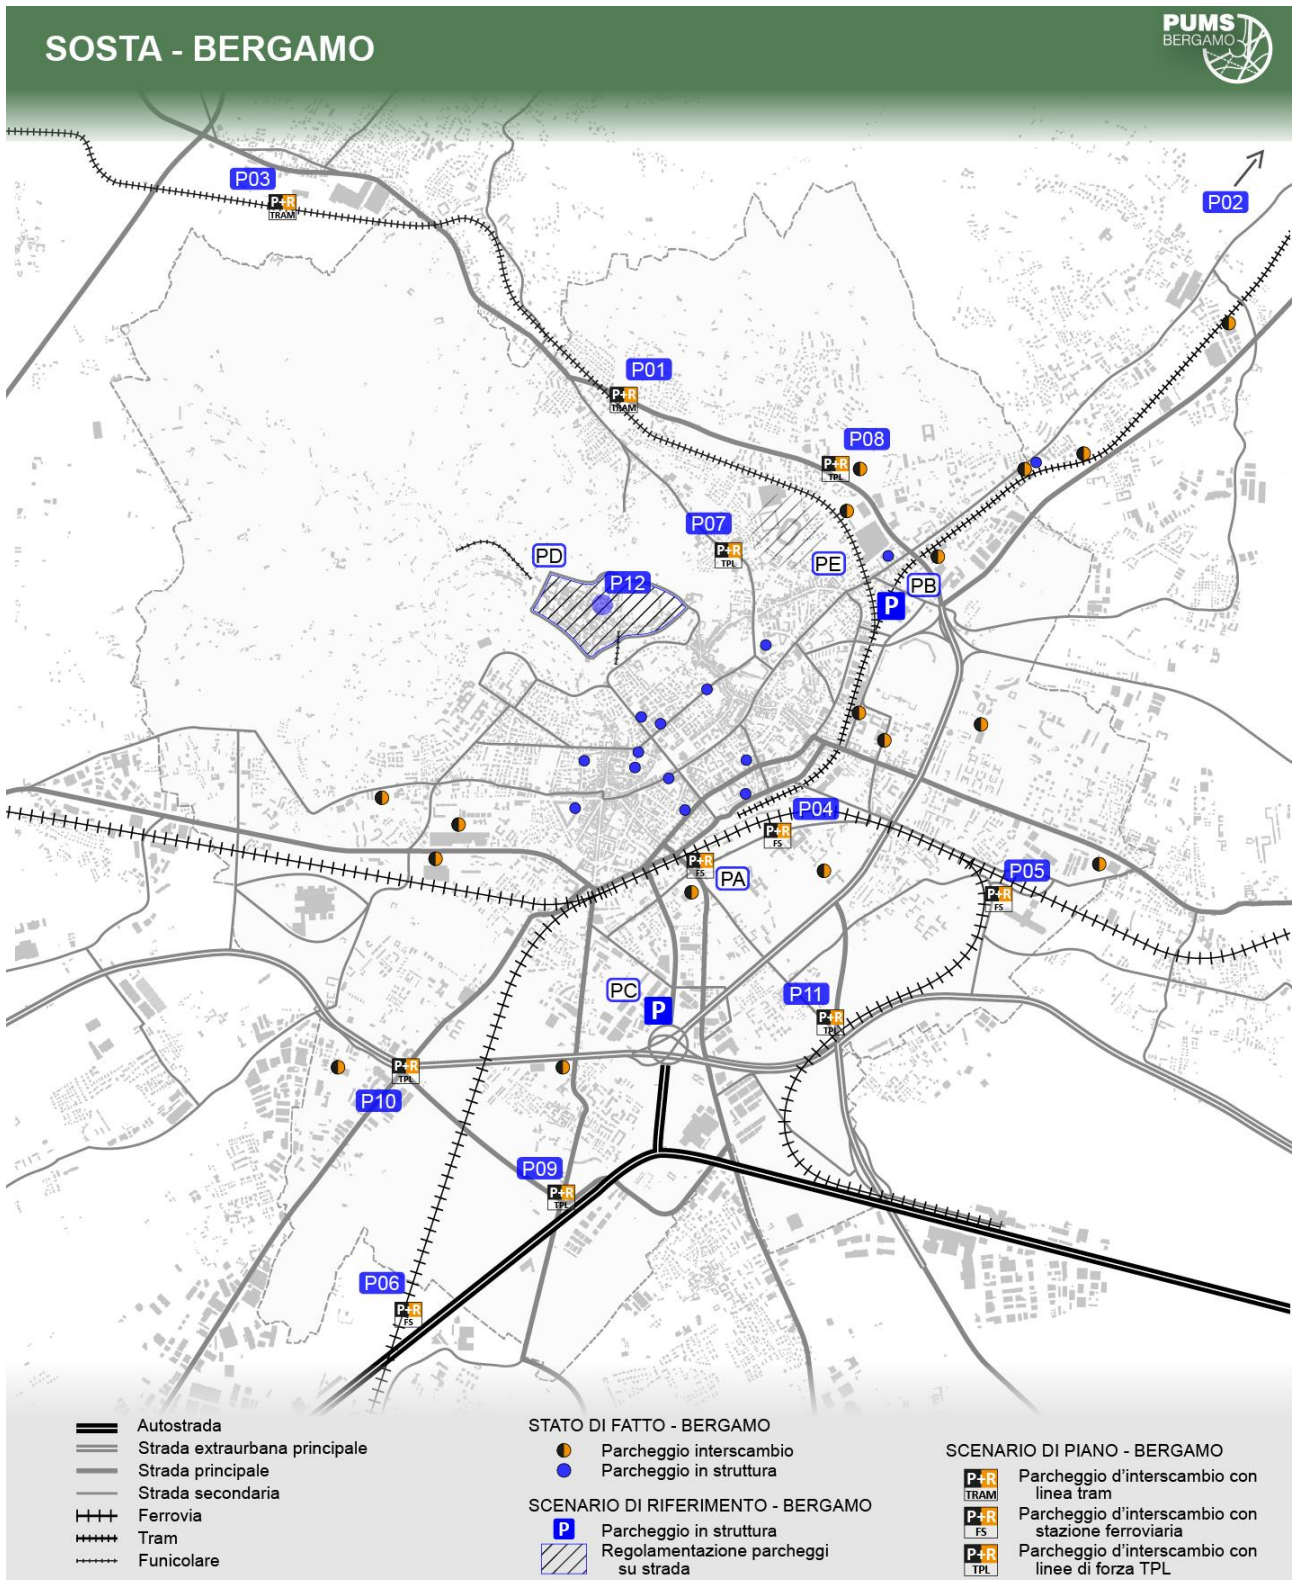 SOSTA - BERGAMO
PUMS
BERGAMO
P03
P+R
TRAM
P02
P01
P+R
TRAM
P08
P+R
TPL
P07
P+R
TPL
PD
P12
PE
PB
P
P04
P+R
FS
P+R
FS
PA
P05
P+R
FS
PC
P
P11
P+R
TPL
P+R
TPL
P10
P09
P+R
TPL
P06
P+R
FS
Autostrada
Strada extraurbana principale
Strada principale
Strada secondaria
Ferrovia
Tram
Funicolare
STATO DI FATTO - BERGAMO
Parcheggio interscambio
Parcheggio in struttura
SCENARIO DI RIFERIMENTO - BERGAMO
P
Parcheggio in struttura
Regolamentazione parcheggi
su strada
SCENARIO DI PIANO - BERGAMO
P+R
TRAM
Parcheggio d'interscambio con
linea tram
P+R
FS
Parcheggio d'interscambio con
stazione ferroviaria
P+R
TPL
Parcheggio d'interscambio con
linee di forza TPL